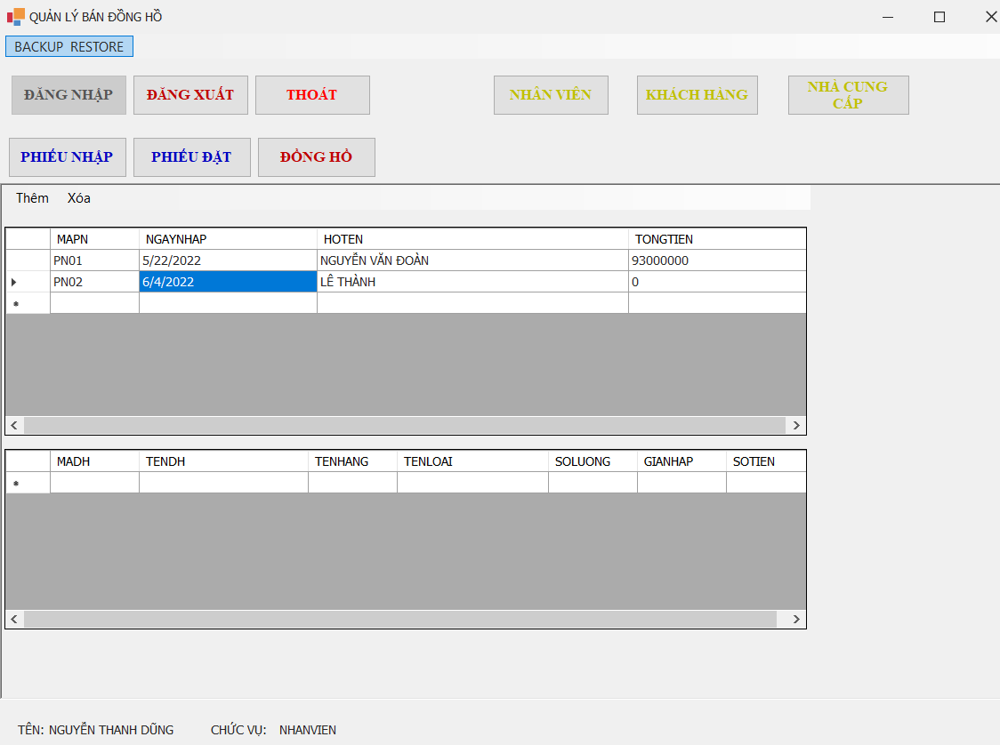 QUẢN LÝ BÁN ĐỒNG HỒ
BACKUP RESTORE
ĐĂNG NHẬP ĐĂNG XUẤT THOÁT NHÂN VIÊN KHÁCH HÀNG NHÀ CUNG
CẤP
PHIẾU NHẬP PHIẾU ĐẶT ĐỒNG HỒ
Thêm Xóa
MAPN NGAYNHAP HOTEN TONGTIEN
PN01 5/22/2022 NGUYỄN VĂN ĐOÀN 93000000
PN02 6/4/2022 LÊ THÀNH 0
MADH TENDH TENHANG TENLOAI SOLUONG GIANHAP SOTIEN
TÊN: NGUYỄN THANH DŨNG CHỨC VỤ: NHANVIEN